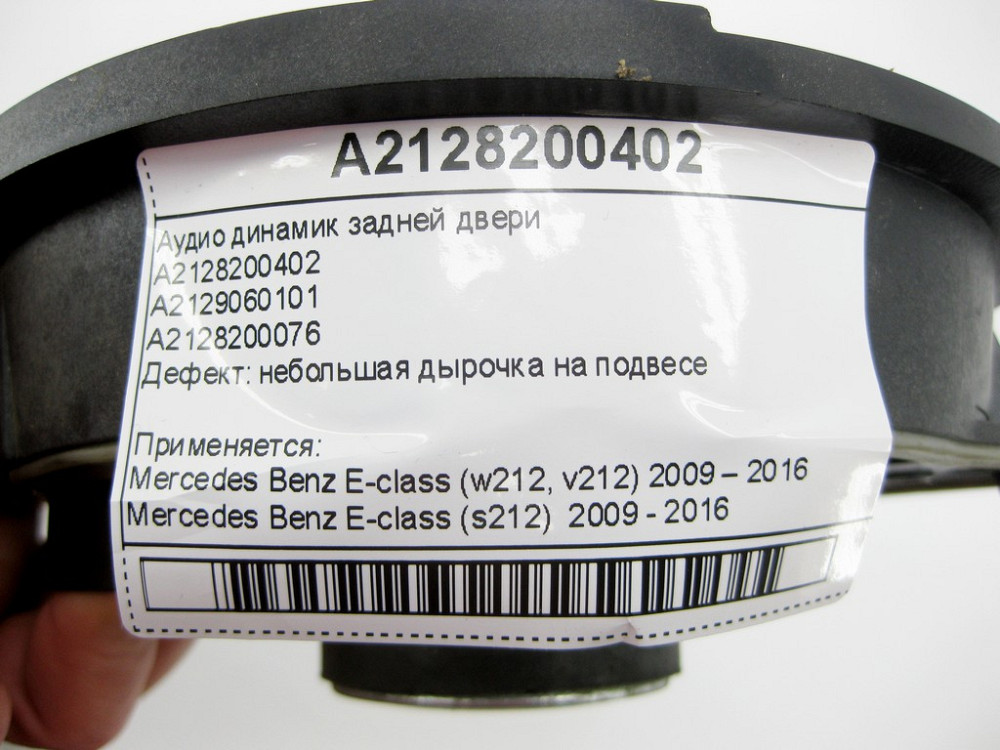 A2128200402
Аудио динамик задней двери
A2128200402
A2129060101
A2128200076
Дефект: небольшая дырочка на подвесе
Применяется:
Mercedes Benz E-class (w212, v212) 2009 – 2016
Mercedes Benz E-class (s212) 2009 - 2016